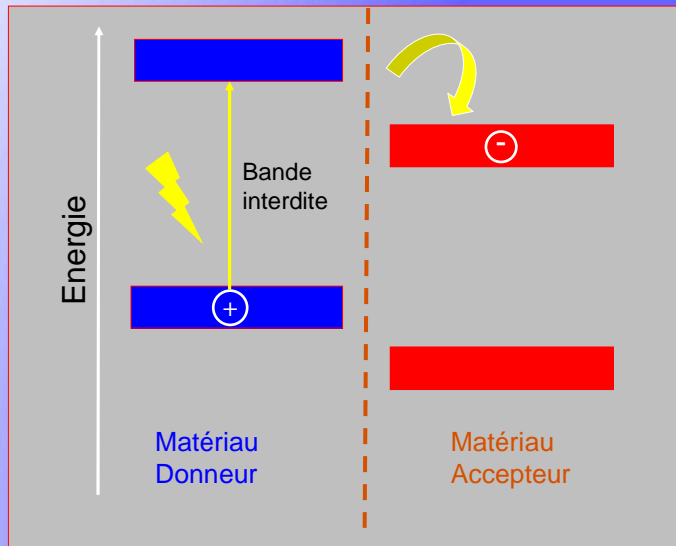 -
Bande
interdite
Energie
+
Matériau
Donneur
Matériau
Accepteur